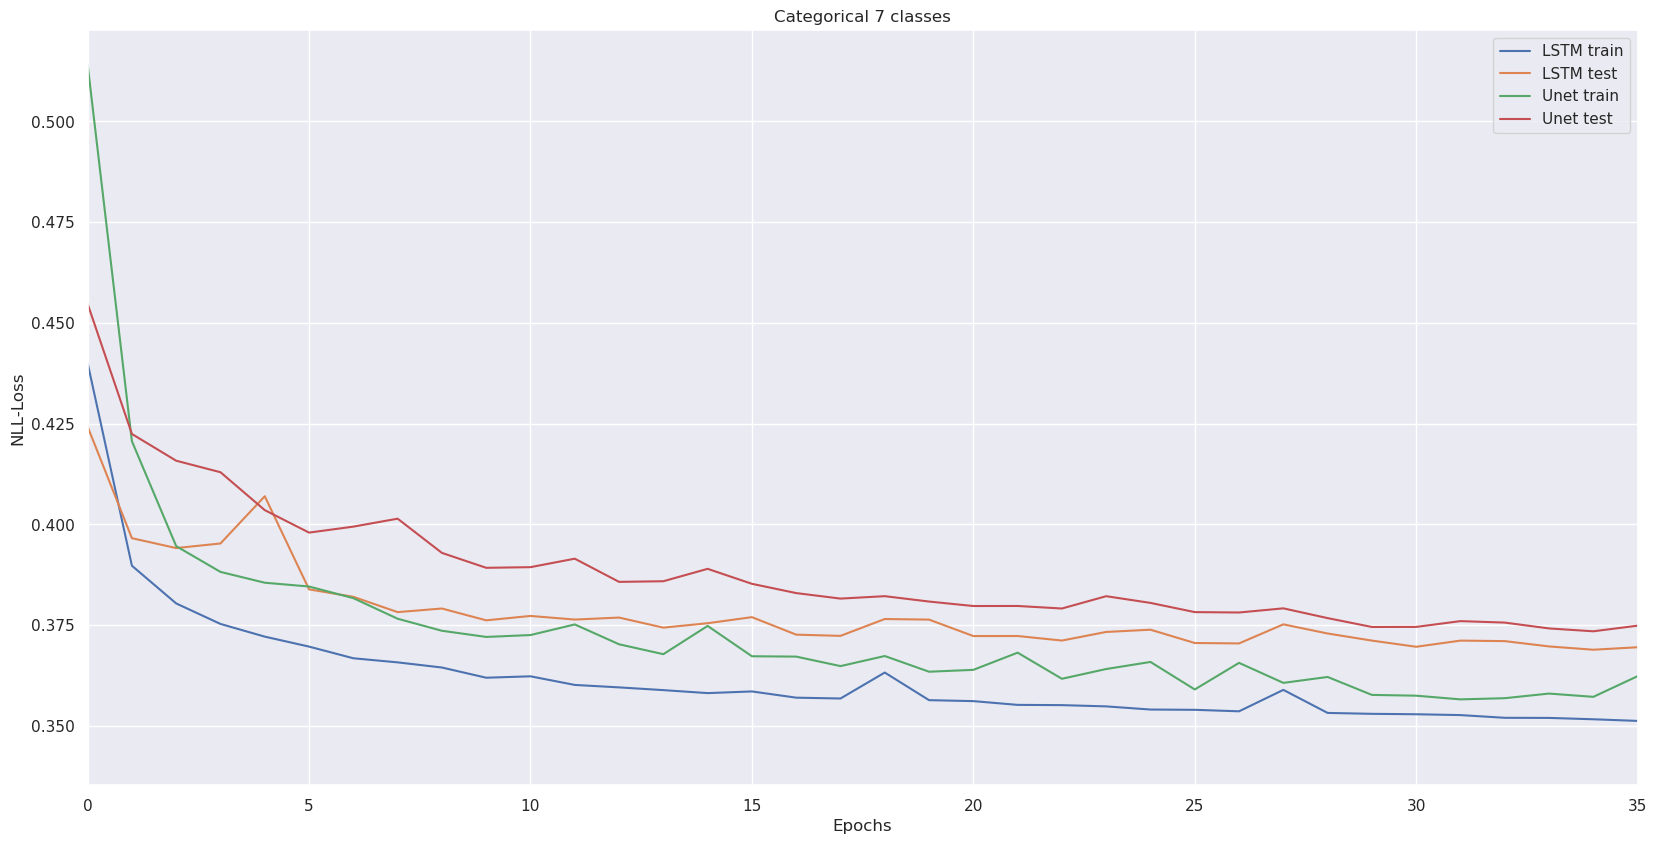 Categorical 7 classes
LSTM train
LSTM test
Unet train
Unet test
NLL-Loss
0.500
0.475
0.450
0.425
0.400
0.375
0.350
0
5
10
15
20
25
30
35
Epochs